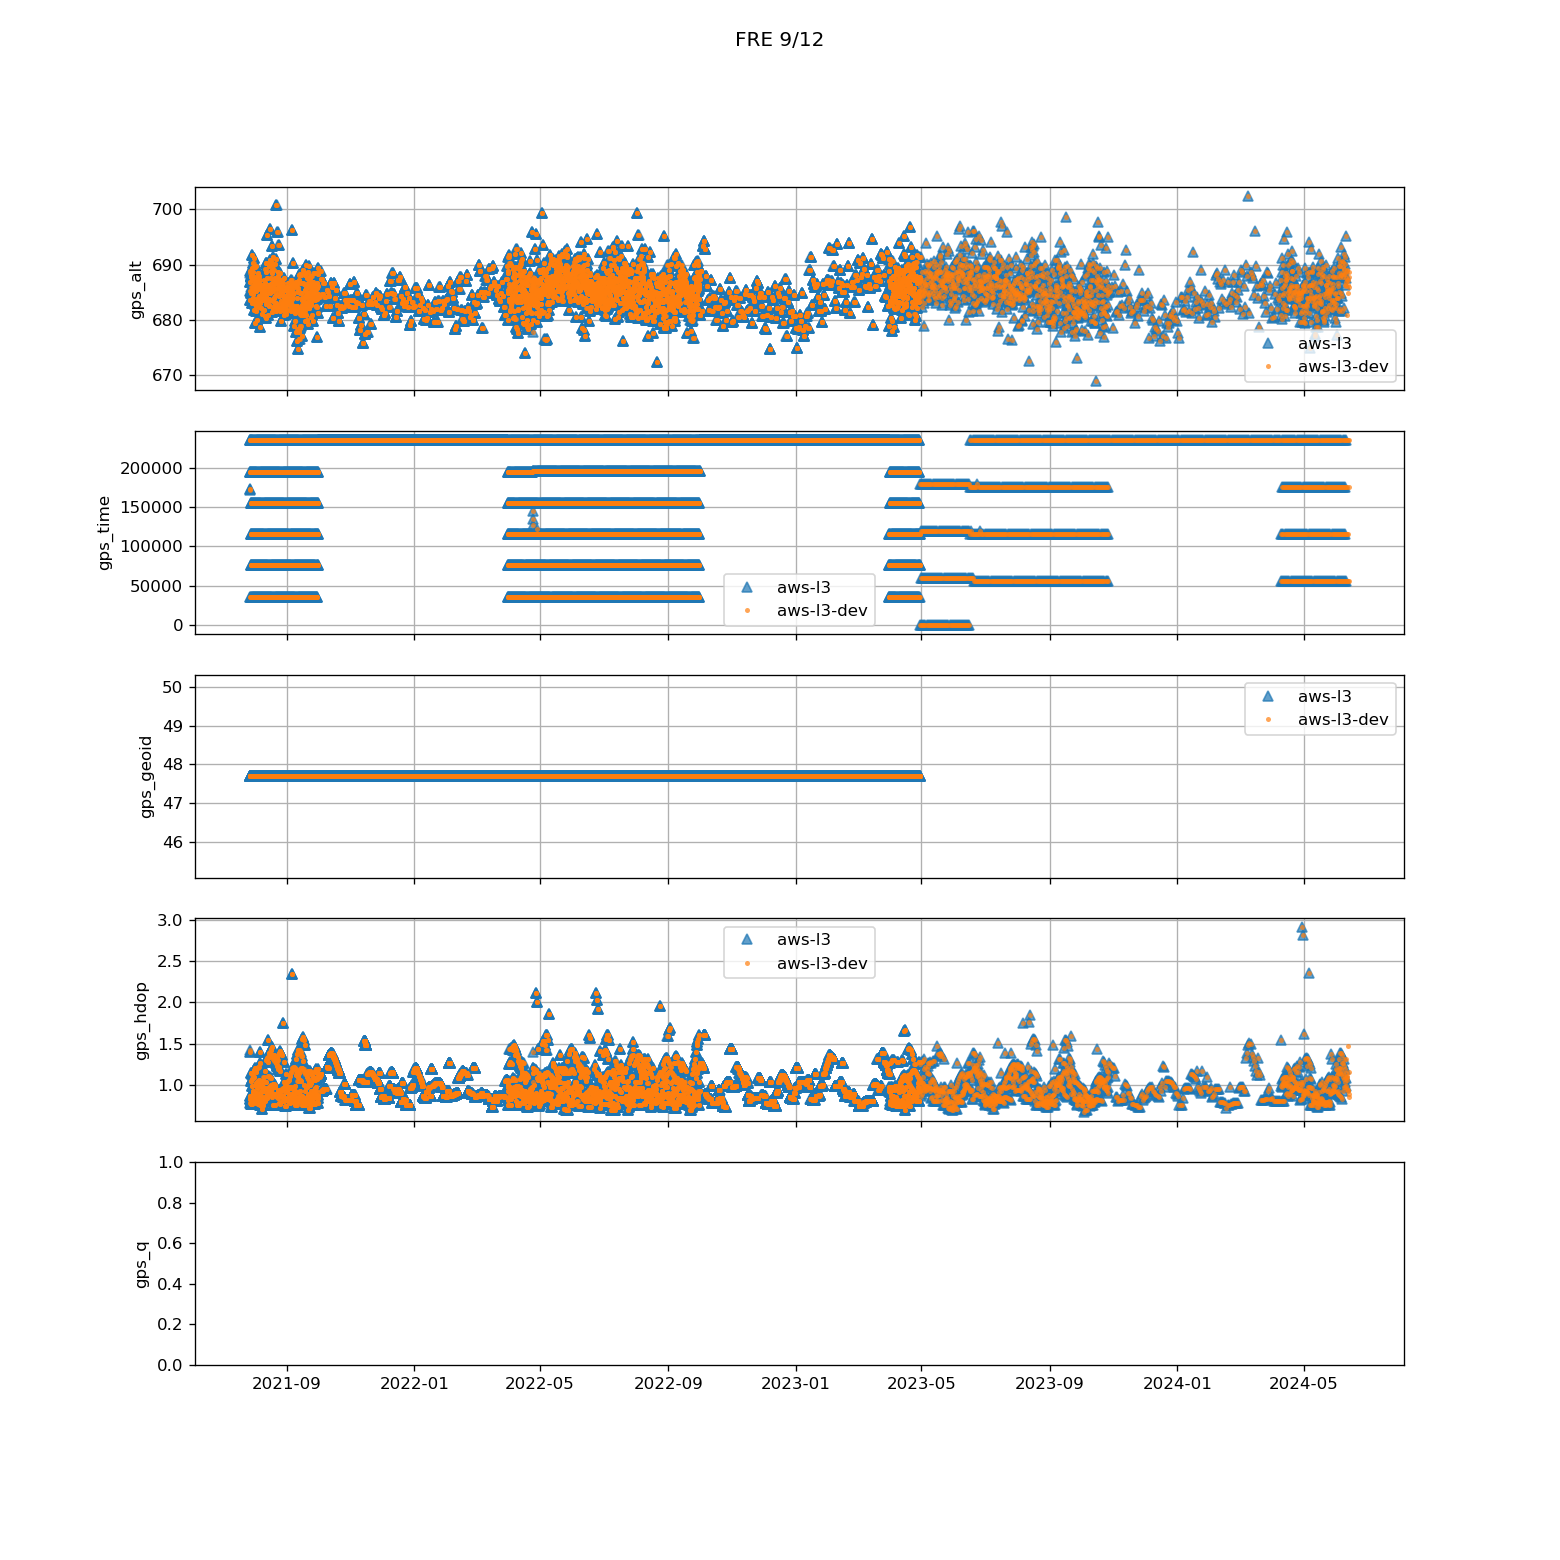 FRE 9/12
700
690
680
670
gps_alt
aws-l3
aws-l3-dev
200000
150000
100000
50000
0
gps_time
aws-l3
aws-l3-dev
50
49
48
47
46
gps_geoid
aws-l3
aws-l3-dev
3.0
2.5
2.0
1.5
1.0
gps_hdop
aws-l3
aws-l3-dev
1.0
0.8
0.6
0.4
0.2
0.0
gps_q
2021-09 2022-01 2022-05 2022-09 2023-01 2023-05 2023-09 2024-01 2024-05